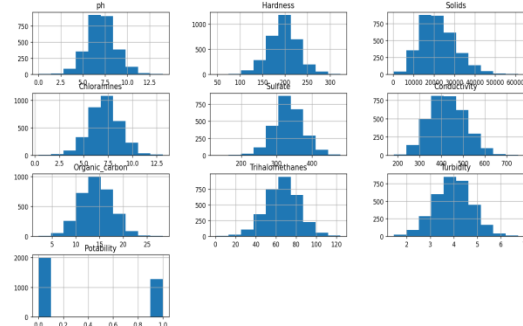 ph Hardness Solids
750
500
250
0
0.0 2.5 5.0 7.5 10.0 12.5
1000
500
0
50 100 150 200 250 300
750
500
250
0
0 10000 20000 30000 40000 50000 60000
Chloramines Sulfate Conductivity
1000
500
0
0.0 2.5 5.0 7.5 10.0 12.5
1000
500
0
200 300 400
750
500
250
0
200 300 400 500 600 700
Organic_carbon Trihalomethanes Turbidity
1000
750
500
250
0
5 10 15 20 25
750
500
250
0
0 20 40 60 80 100 120
750
500
250
0
2 3 4 5 6
Potability
2000
1000
0
0.0 0.2 0.4 0.6 0.8 1.0